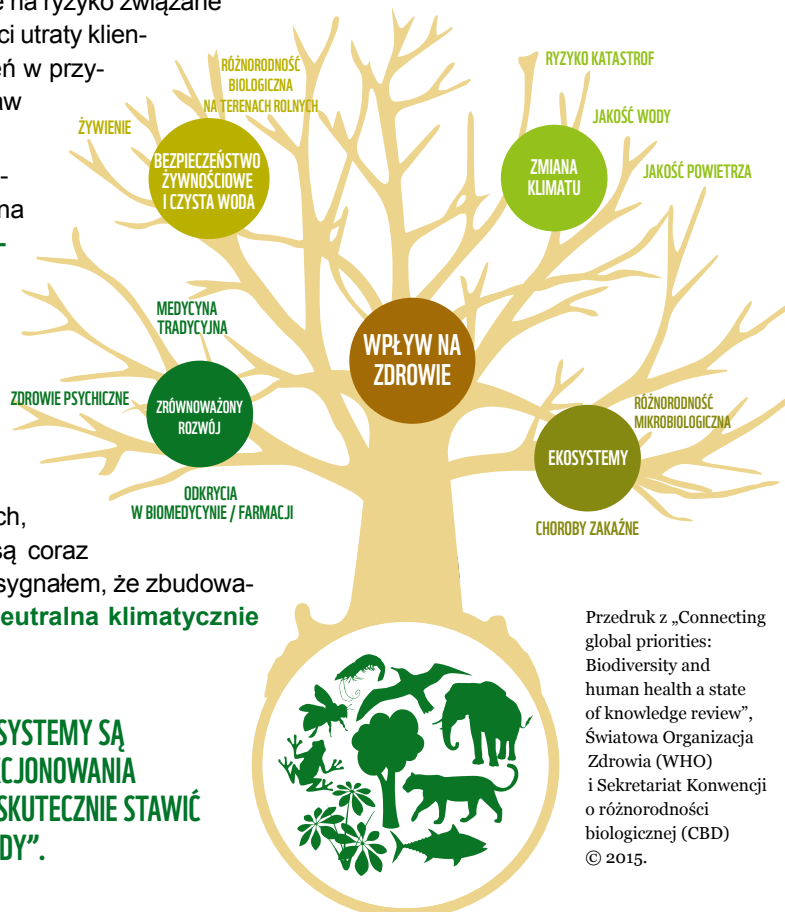 na ryzyko związane
ci utraty klien-
eń w przy-
aw
-
ma
-
RÓŻNORODNOŚĆ
BIOLOGICZNA
NA TERENACH ROLNYCH
ŻYWIENIE
BEZPIECZEŃSTWO
ŻYWNOŚCIOWE
I CZYSTA WODA
RYZYKO KATASTROF
JAKOŚĆ WODY
JAKOŚĆ POWIETRZA
ZMIANA
KLIMATU
MEDYCYNA
TRADYCYJNA
WPŁYW NA
ZDROWIE
ZDROWIE PSYCHICZNE
ZRÓWNOWAŻONY
ROZWÓJ
ODKRYCIA
W BIOMEDYCYNIE / FARMACJI
RÓŻNORODNOŚĆ
MIKROBIOLOGICZNA
EKOSYSTEMY
CHOROBY ZAKAŹNE
ch,
są coraz
sygnałem, że zbudowa-
eutralna klimatycznie
SYSTEMY SĄ
CJONOWANIA
SKUTECZNIE STAWIĆ
DY”.
Przedruk z „Connecting
global priorities:
Biodiversity and
human health a state
of knowledge review”,
Światowa Organizacja
Zdrowia (WHO)
i Sekretariat Konwencji
o różnorodności
biologicznej (CBD)
© 2015.